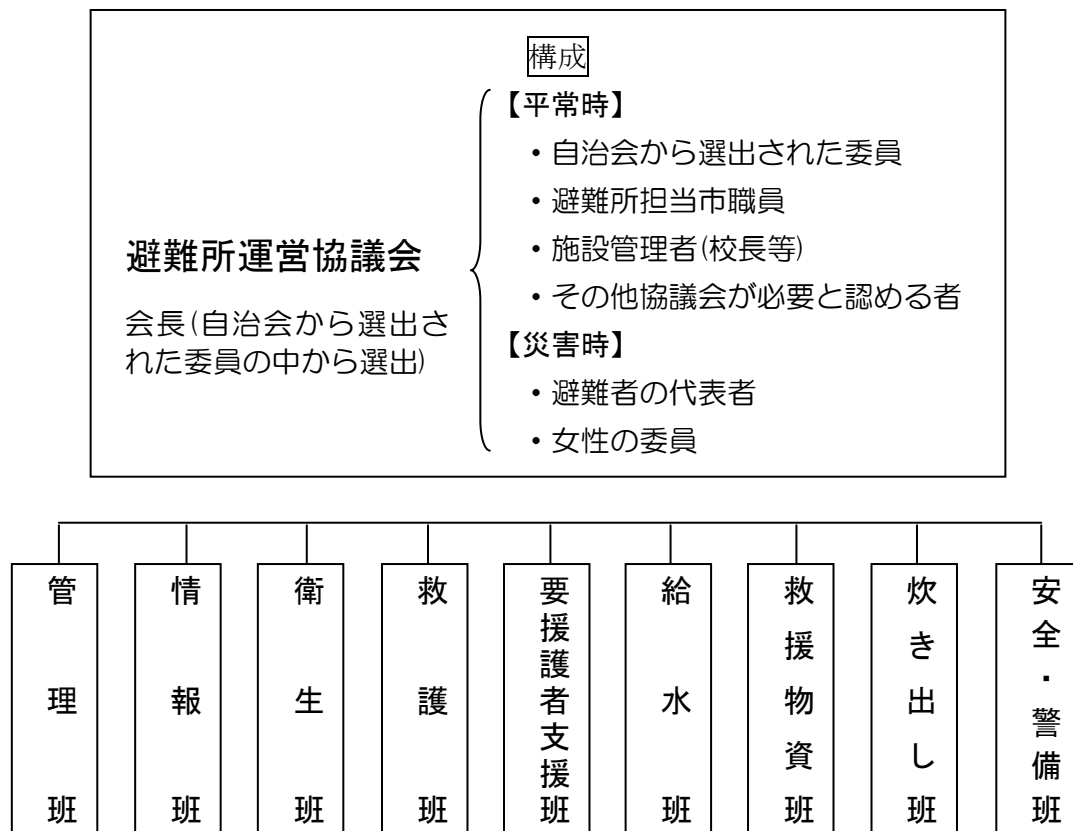 構成
【平常時】
・自治会から選出された委員
・避難所担当市職員
・施設管理者(校長等)
・その他協議会が必要と認める者
【災害時】
・避難者の代表者
・女性の委員
避難所運営協議会
会長(自治会から選出さ
れた委員の中から選出)
管理班
情報班
衛生班
救護班
要援護者支援班
給水班
救援物資班
炊き出し班
安全・警備班